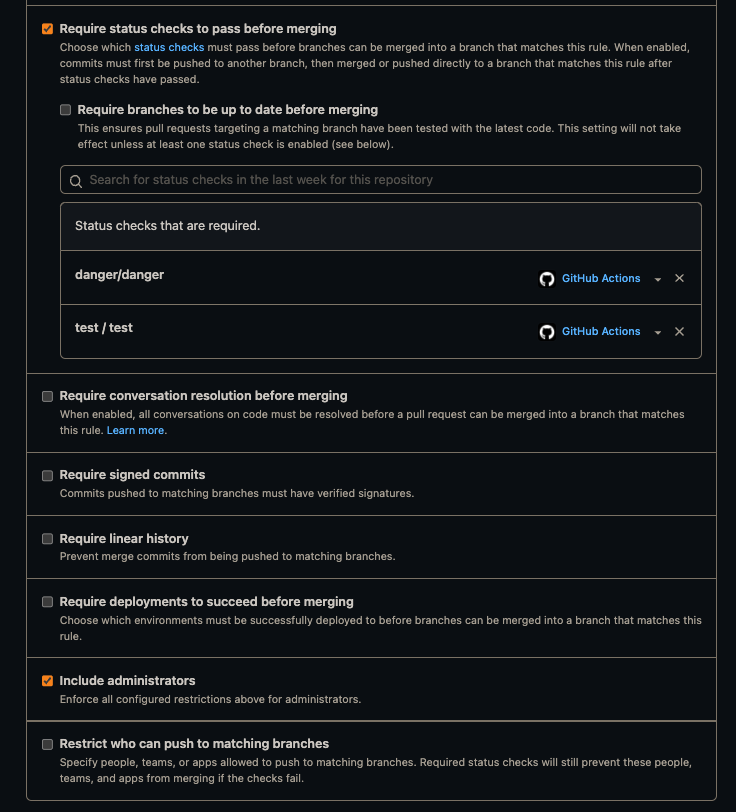 Require status checks to pass before merging
Choose which status checks must pass before branches can be merged into a branch that matches this rule. When enabled,
commits must first be pushed to another branch, then merged or pushed directly to a branch that matches this rule after
status checks have passed.
Require branches to be up to date before merging
This ensures pull requests targeting a matching branch have been tested with the latest code. This setting will not take
effect unless at least one status check is enabled (see below).
Search for status checks in the last week for this repository
Status checks that are required.
danger/danger
GitHub Actions
test / test
GitHub Actions
Require conversation resolution before merging
When enabled, all conversations on code must be resolved before a pull request can be merged into a branch that matches
this rule. Learn more.
Require signed commits
Commits pushed to matching branches must have verified signatures.
Require linear history
Prevent merge commits from being pushed to matching branches.
Require deployments to succeed before merging
Choose which environments must be successfully deployed to before branches can be merged into a branch that matches this
rule.
Include administrators
Enforce all configured restrictions above for administrators.
Restrict who can push to matching branches
Specify people, teams, or apps allowed to push to matching branches. Required status checks will still prevent these people,
teams, and apps from merging if the checks fail.